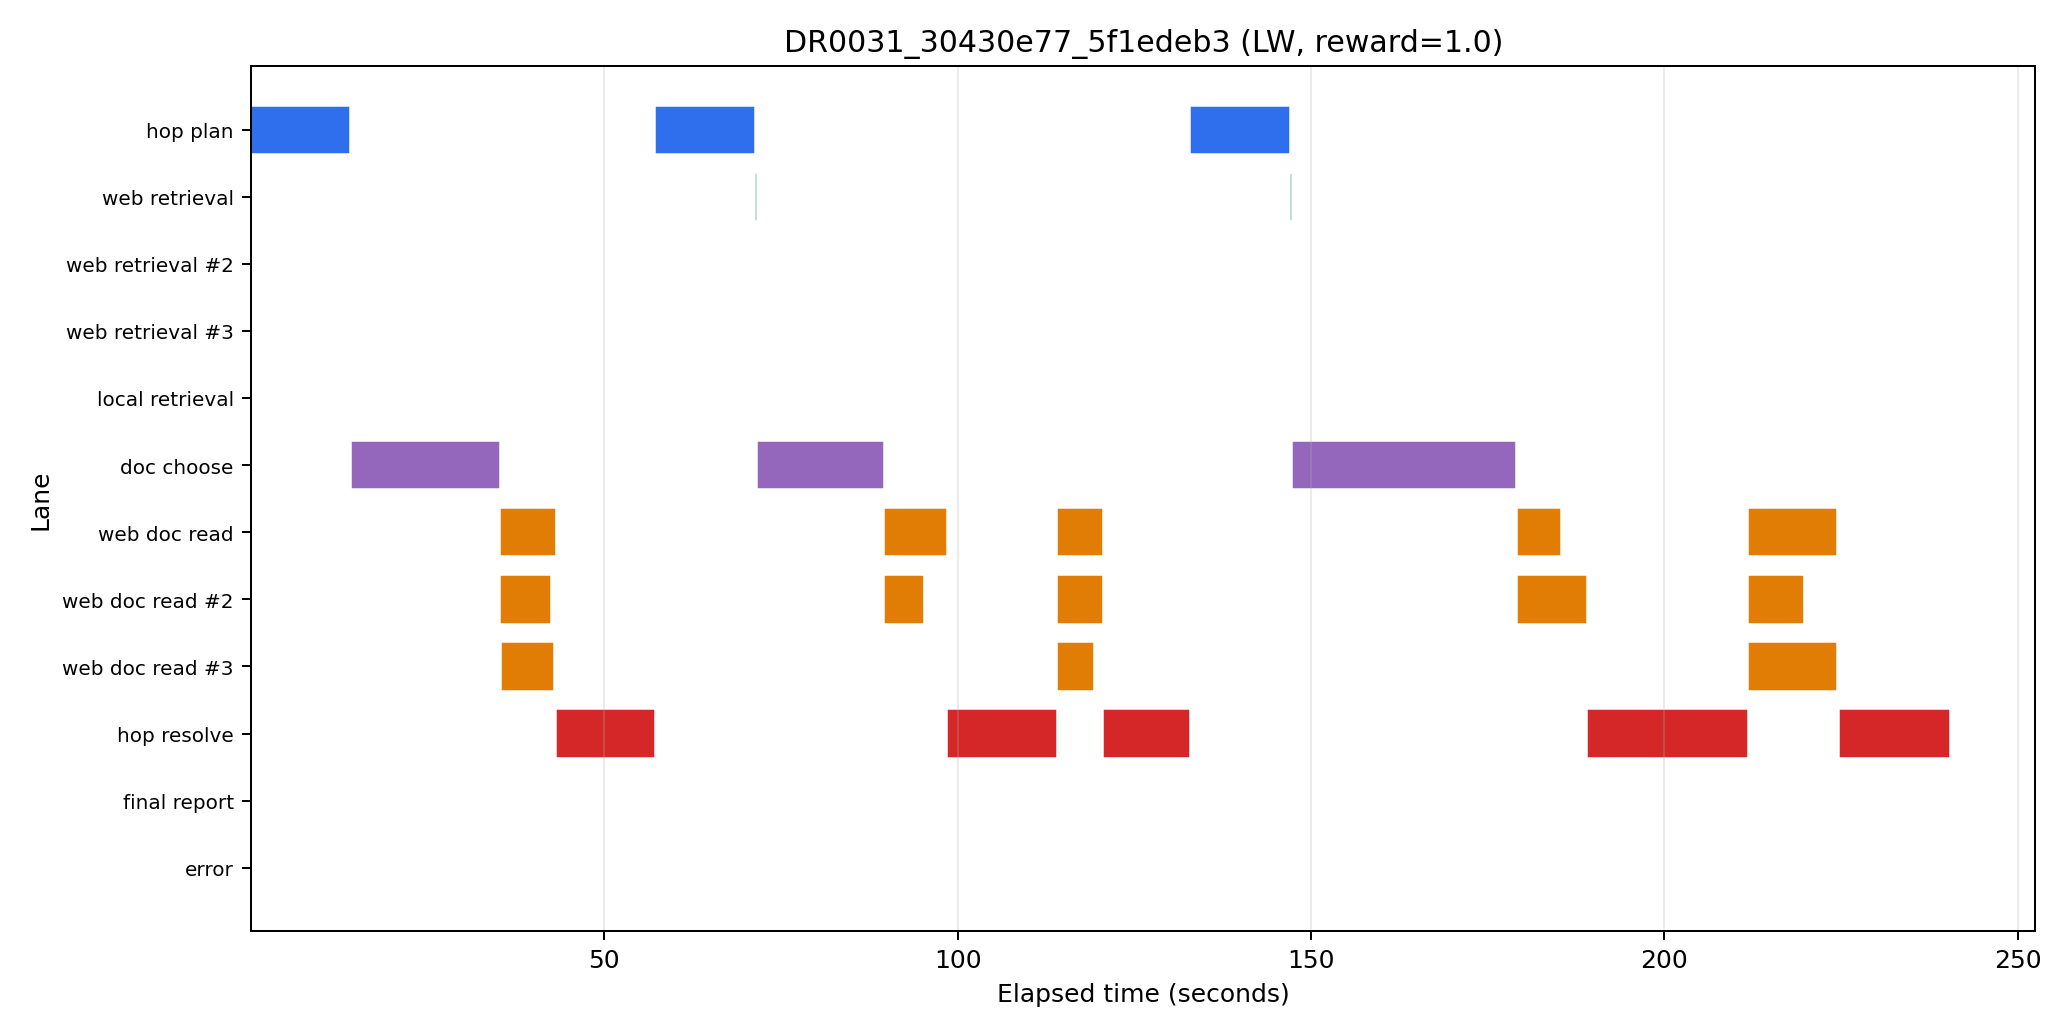 DR0031_30430e77_5f1edeb3 (LW, reward=1.0)
hop plan
web retrieval
web retrieval #2
web retrieval #3
local retrieval
doc choose
web doc read
web doc read #2
web doc read #3
hop resolve
final report
error
Lane
50
100
150
200
250
Elapsed time (seconds)